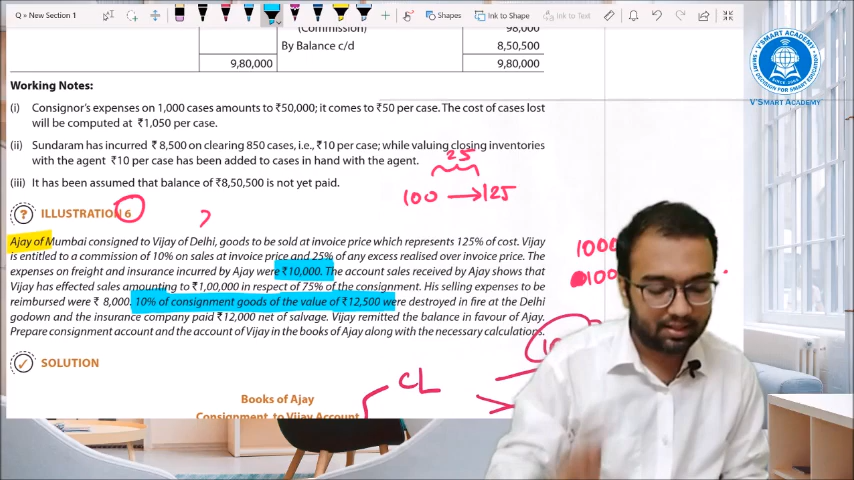 Q » New Section 1
Shapes
Ink to Shape
Ink to Text
(Commission) 98,000
By Balance c/d 8,50,500
9,80,000 9,80,000
V'SMART ACADEMY
V'Smart Academy
Working Notes:
(i) Consignor's expenses on 1,000 cases amounts to ₹50,000; it comes to ₹50 per case. The cost of cases lost
will be computed at ₹1,050 per case.
(ii) Sundaram has incurred ₹ 8,500 on clearing 850 cases, i.e., ₹10 per case; while valuing closing inventories
with the agent ₹10 per case has been added to cases in hand with the agent.
25
(iii) It has been assumed that balance of ₹8,50,500 is not yet paid.
100 → 125
? ILLUSTRATION 6
Ajay of Mumbai consigned to Vijay of Delhi, goods to be sold at invoice price which represents 125% of cost. Vijay
is entitled to a commission of 10% on sales at invoice price and 25% of any excess realised over invoice price. The
expenses on freight and insurance incurred by Ajay were ₹10,000. The account sales received by Ajay shows that
Vijay has effected sales amounting to ₹1,00,000 in respect of 75% of the consignment. His selling expenses to be
reimbursed were ₹ 8,000. 10% of consignment goods of the value of ₹12,500 were destroyed in fire at the Delhi
godown and the insurance company paid ₹12,000 net of salvage. Vijay remitted the balance in favour of Ajay.
Prepare consignment account and the account of Vijay in the books of Ajay along with the necessary calculations.
SOLUTION
CL
Books of Ajay
Consignment to Vijay Account